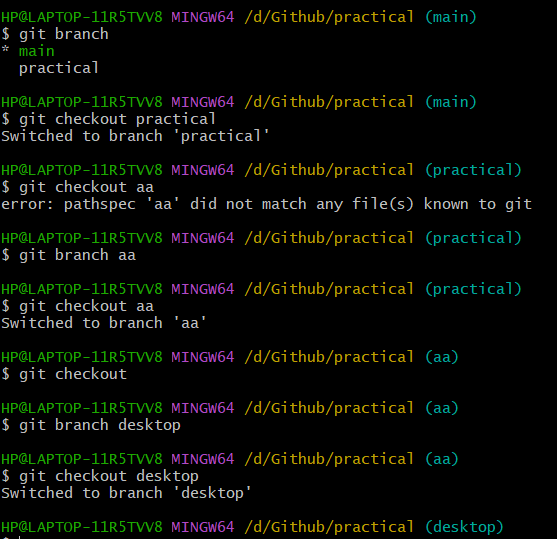 HP@LAPTOP-11R5TVV8 MINGW64 /d/Github/practical (main)
$ git branch
* main
  practical
HP@LAPTOP-11R5TVV8 MINGW64 /d/Github/practical (main)
$ git checkout practical
Switched to branch 'practical'
HP@LAPTOP-11R5TVV8 MINGW64 /d/Github/practical (practical)
$ git checkout aa
error: pathspec 'aa' did not match any file(s) known to git
HP@LAPTOP-11R5TVV8 MINGW64 /d/Github/practical (practical)
$ git branch aa
HP@LAPTOP-11R5TVV8 MINGW64 /d/Github/practical (practical)
$ git checkout aa
Switched to branch 'aa'
HP@LAPTOP-11R5TVV8 MINGW64 /d/Github/practical (aa)
$ git checkout
HP@LAPTOP-11R5TVV8 MINGW64 /d/Github/practical (aa)
$ git branch desktop
HP@LAPTOP-11R5TVV8 MINGW64 /d/Github/practical (aa)
$ git checkout desktop
Switched to branch 'desktop'
HP@LAPTOP-11R5TVV8 MINGW64 /d/Github/practical (desktop)
$